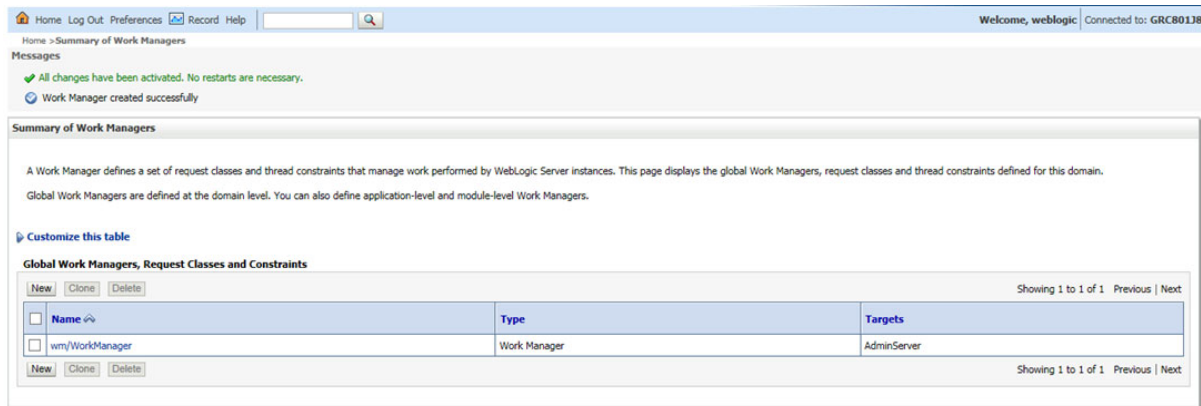 Home Log Out Preferences Record Help Welcome, weblogic Connected to: GRC801J8
Home >Summary of Work Managers
Messages
All changes have been activated. No restarts are necessary.
Work Manager created successfully
Summary of Work Managers
A Work Manager defines a set of request classes and thread constraints that manage work performed by WebLogic Server instances. This page displays the global Work Managers, request classes and thread constraints defined for this domain.
Global Work Managers are defined at the domain level. You can also define application-level and module-level Work Managers.
Customize this table
Global Work Managers, Request Classes and Constraints
New Clone Delete Showing 1 to 1 of 1 Previous | Next
Name Type Targets
wm/WorkManager Work Manager AdminServer
New Clone Delete Showing 1 to 1 of 1 Previous | Next